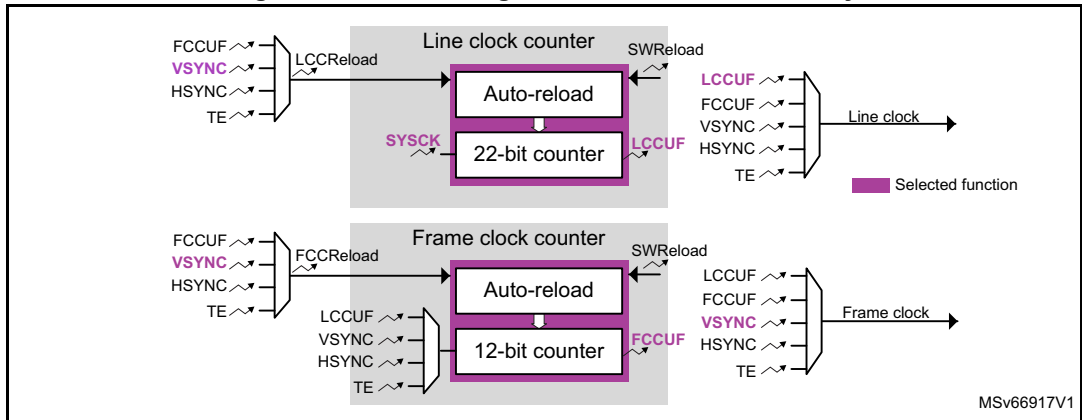 Line clock counter
FCCUF
VSYNC
HSYNC
TE
LCCReload
SWReload
Auto-reload
SYSCK
22-bit counter
LCCUF
LCCUF
FCCUF
VSYNC
HSYNC
TE
Line clock
Selected function
Frame clock counter
FCCUF
VSYNC
HSYNC
TE
FCCReload
SWReload
Auto-reload
LCCUF
VSYNC
HSYNC
TE
12-bit counter
FCCUF
LCCUF
FCCUF
VSYNC
HSYNC
TE
Frame clock
MSv66917V1